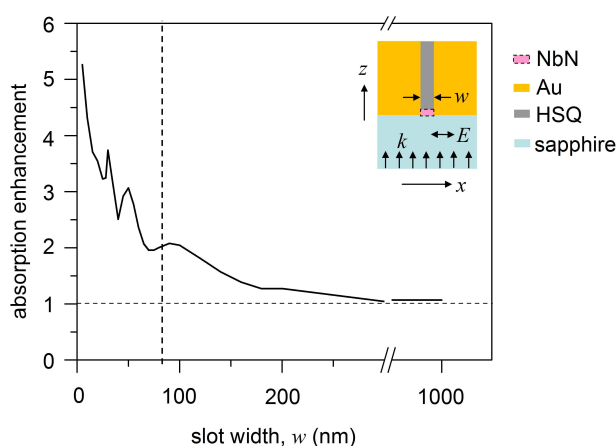 absorption enhancement
6
5
4
3
2
1
0
0
100
200
1000
slot width, w (nm)
z
w
E
k
x
NbN
Au
HSQ
sapphire